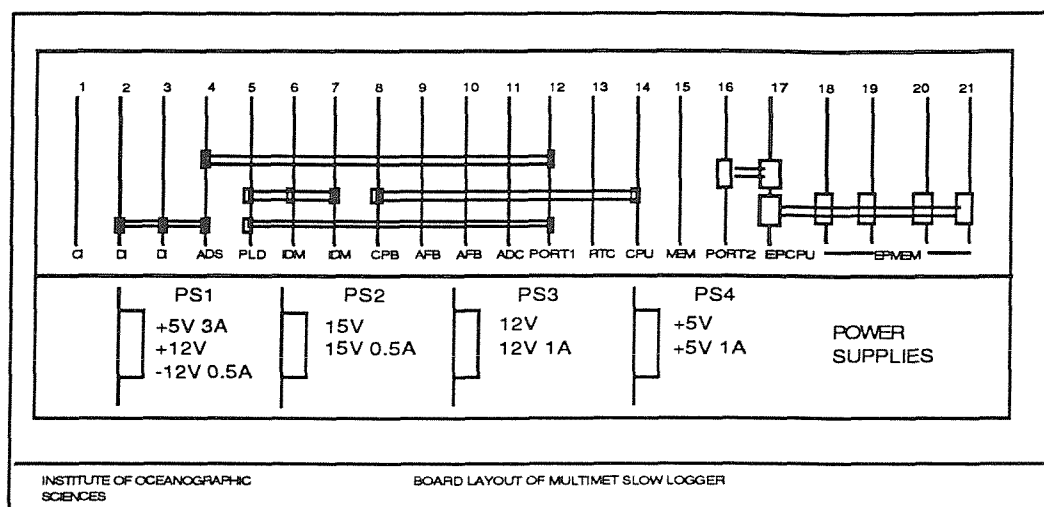 1 2 3 4 5 6 7 8 9 10 11 12 13 14 15 16 17 18 19 20 21
CI DI DI ADS PLD IDM IDM CPB AFB AFB ADC PORT1 RTC CPU MEM PORT2 EPCPU EPMEM
PS1 PS2 PS3 PS4
+5V 3A 15V 12V +5V POWER
+12V 15V 0.5A 12V 1A +5V 1A SUPPLIES
-12V 0.5A
INSTITUTE OF OCEANOGRAPHIC BOARD LAYOUT OF MULTIMET SLOW LOGGER
SCIENCES